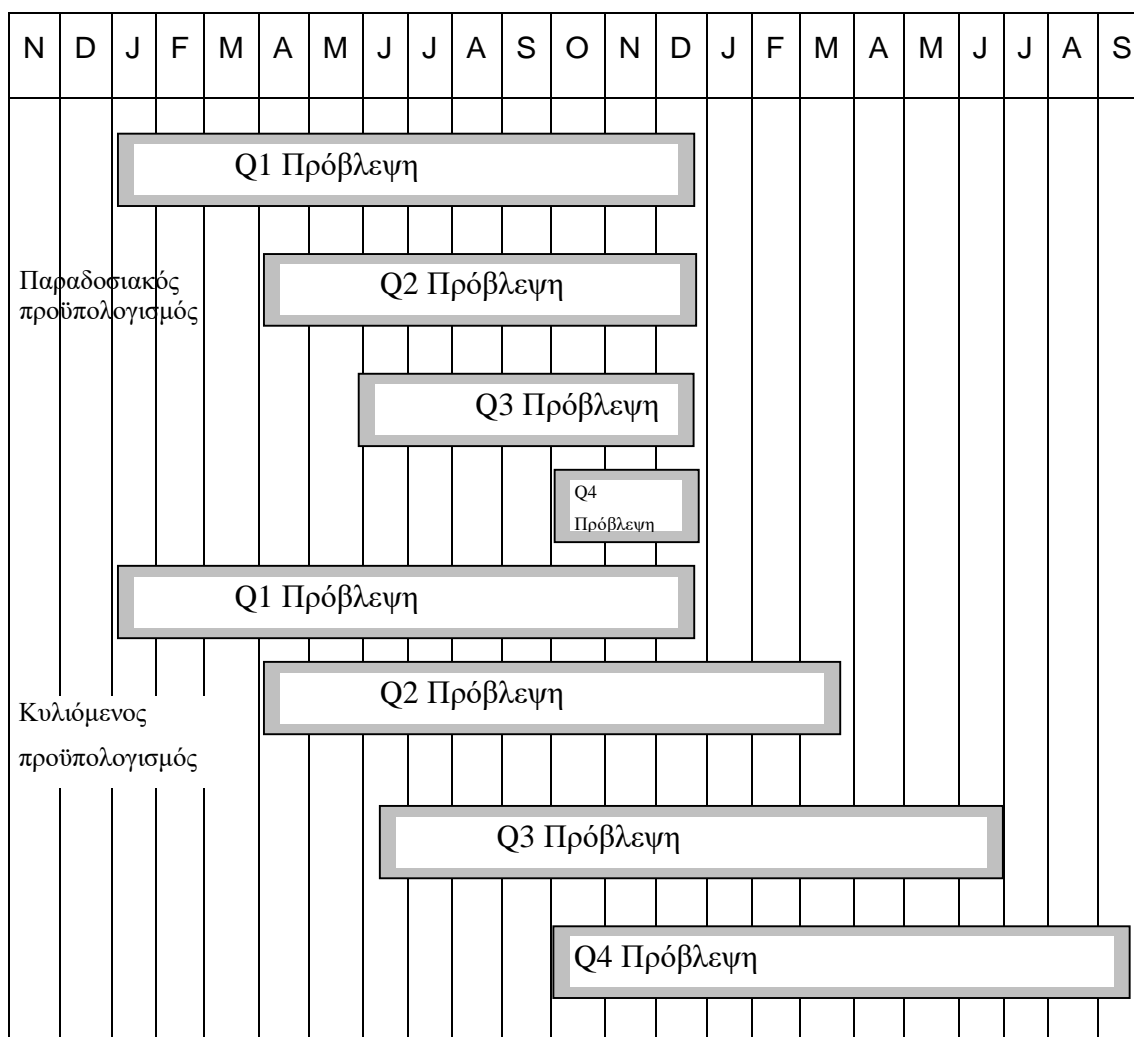 N D J F M A M J J A S O N D J F M A M J J A S
Q1 Πρόβλεψη
Παραδοσιακός
προϋπολογισμός
Q2 Πρόβλεψη
Q3 Πρόβλεψη
Q4
Πρόβλεψη
Q1 Πρόβλεψη
Q2 Πρόβλεψη
Κυλιόμενος
προϋπολογισμός
Q3 Πρόβλεψη
Q4 Πρόβλεψη